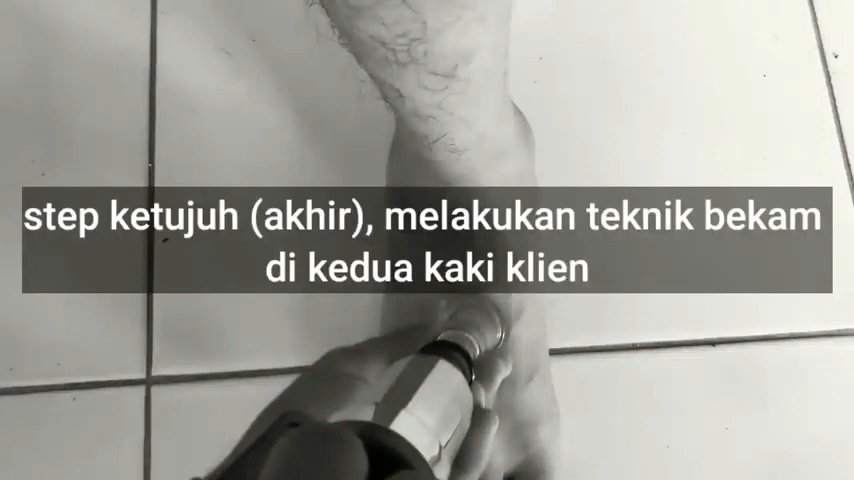 step ketujuh (akhir), melakukan teknik bekam
di kedua kaki klien